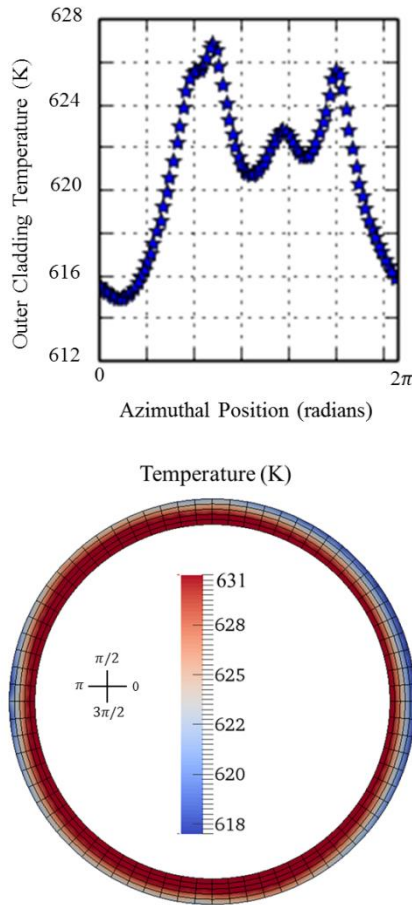 628
624
620
616
612
Outer Cladding Temperature (K)
0
2π
Azimuthal Position (radians)
Temperature (K)
631
628
625
622
620
618
π/2
π
0
3π/2